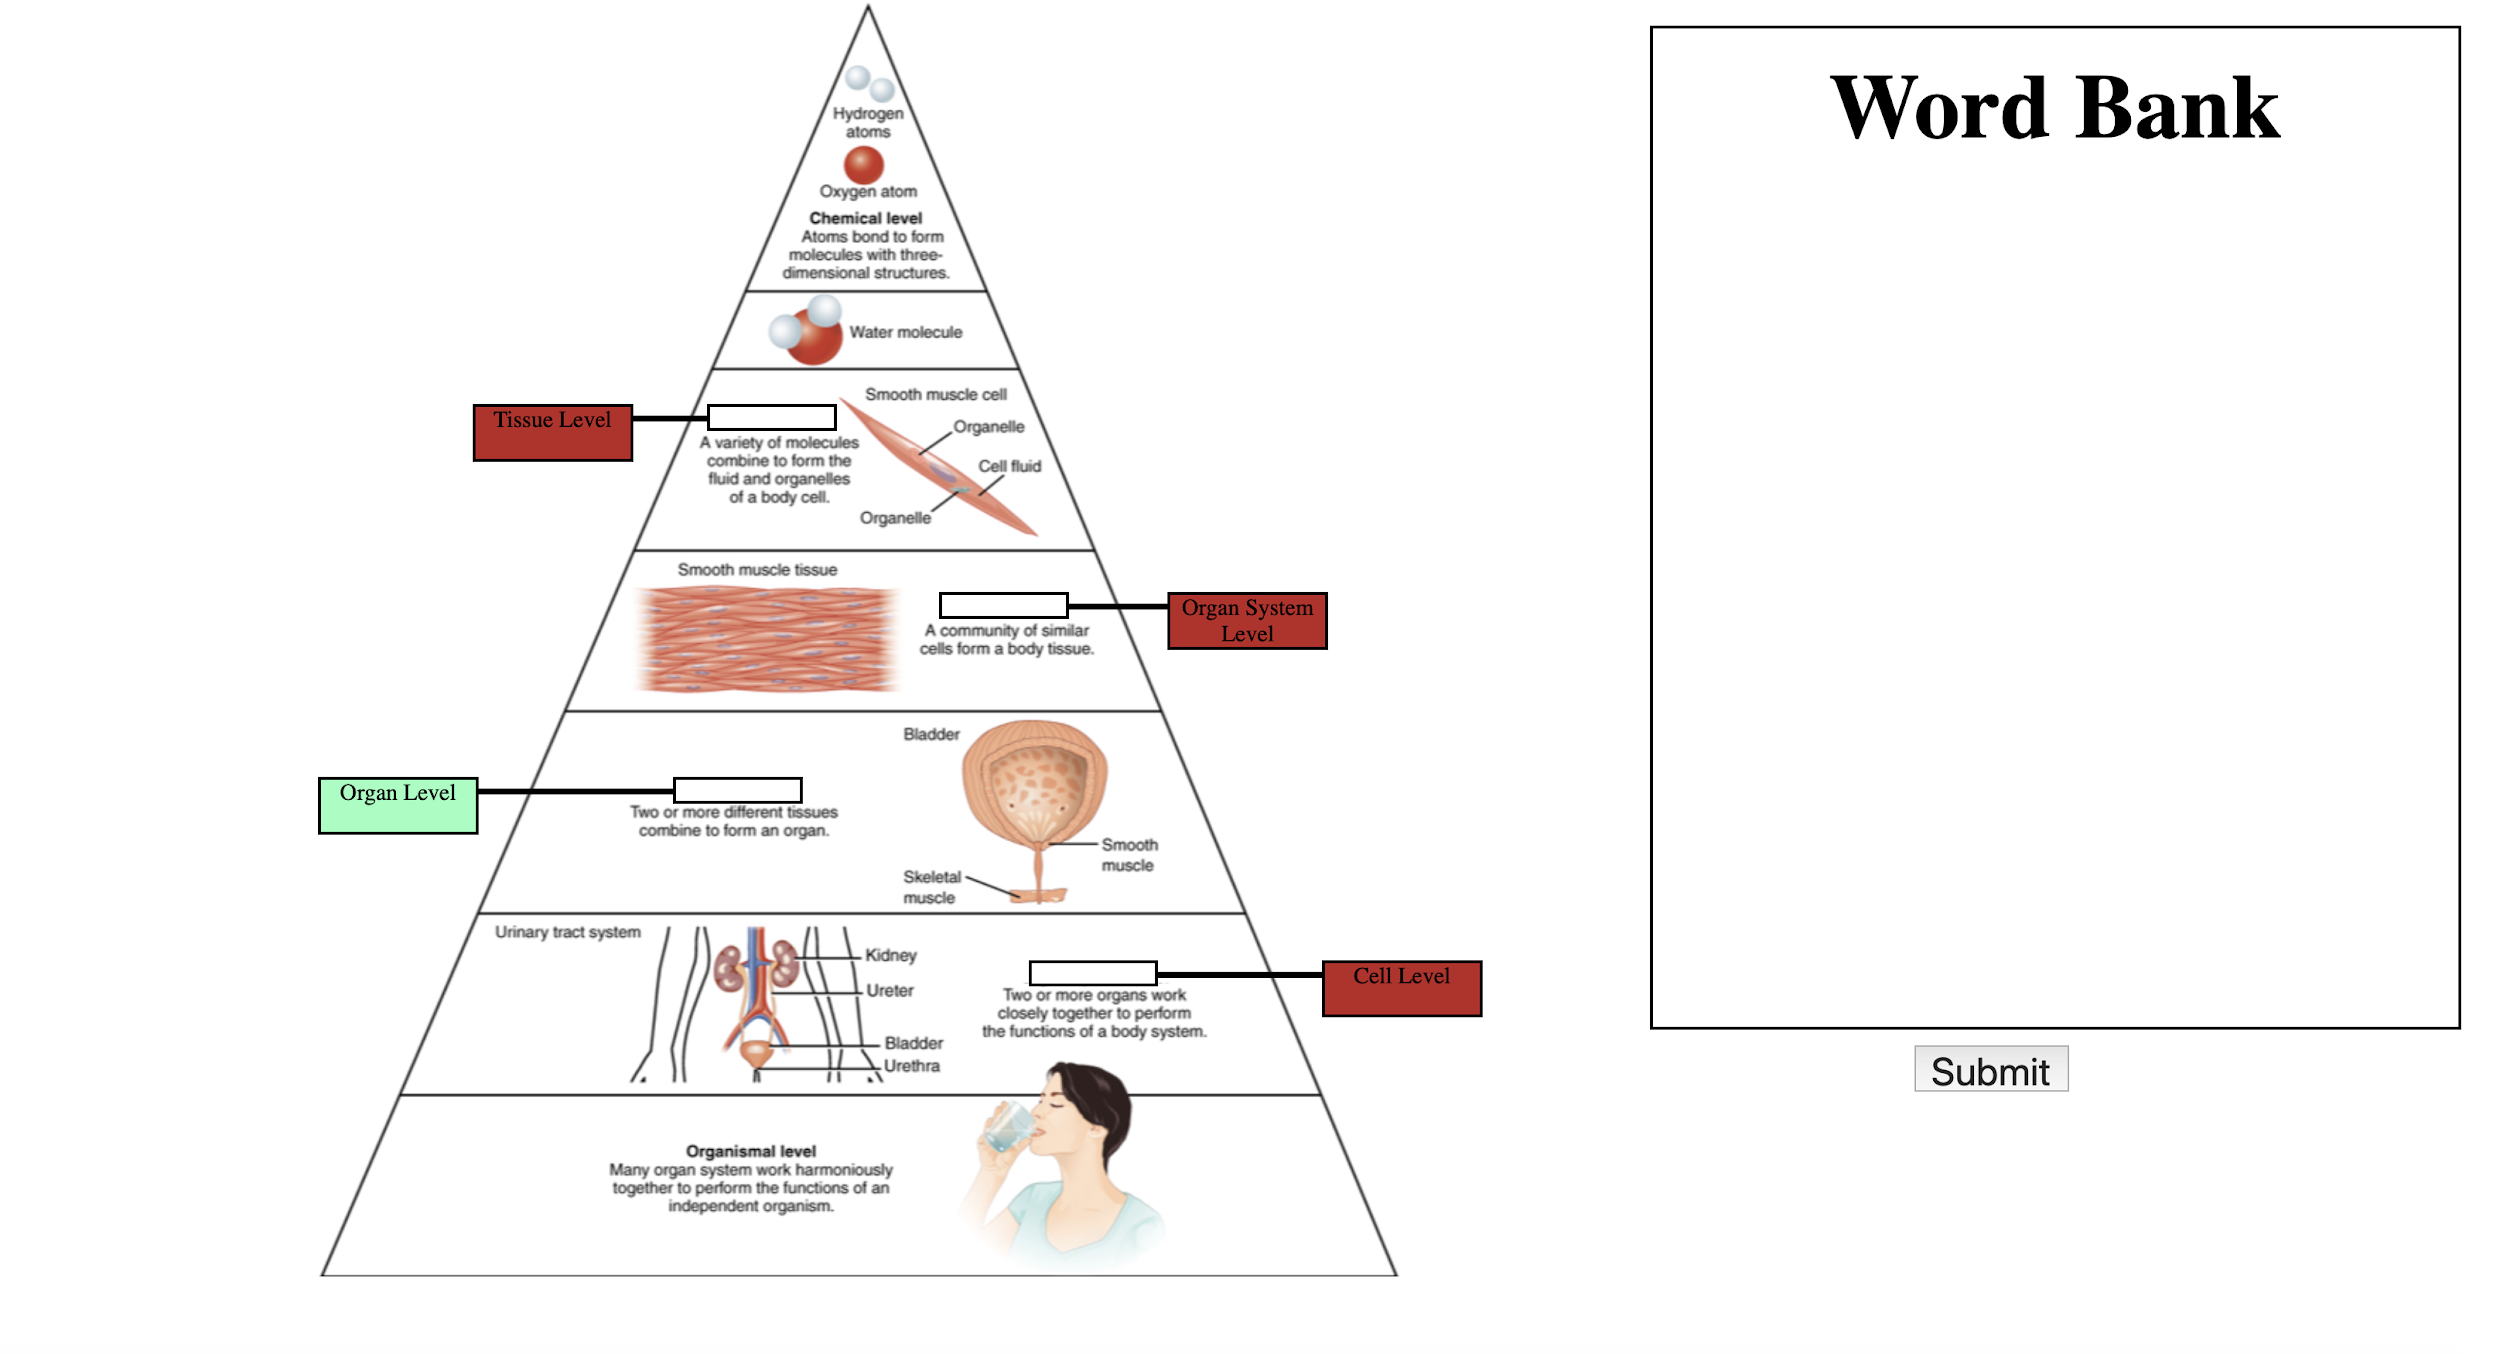 Hydrogen
atoms
Oxygen atom
Chemical level
Atoms bond to form
molecules with three-
dimensional structures.
Water molecule
Tissue Level
A variety of molecules
combine to form the
fluid and organelles
of a body cell.
Smooth muscle cell
Organelle
Cell fluid
Organelle
Smooth muscle tissue
A community of similar
cells form a body tissue.
Organ System
Level
Organ Level
Two or more different tissues
combine to form an organ.
Bladder
Smooth
muscle
Skeletal
muscle
Urinary tract system
Kidney
Ureter
Bladder
Urethra
Two or more organs work
closely together to perform
the functions of a body system.
Cell Level
Organismal level
Many organ system work harmoniously
together to perform the functions of an
independent organism.
Word Bank
Submit